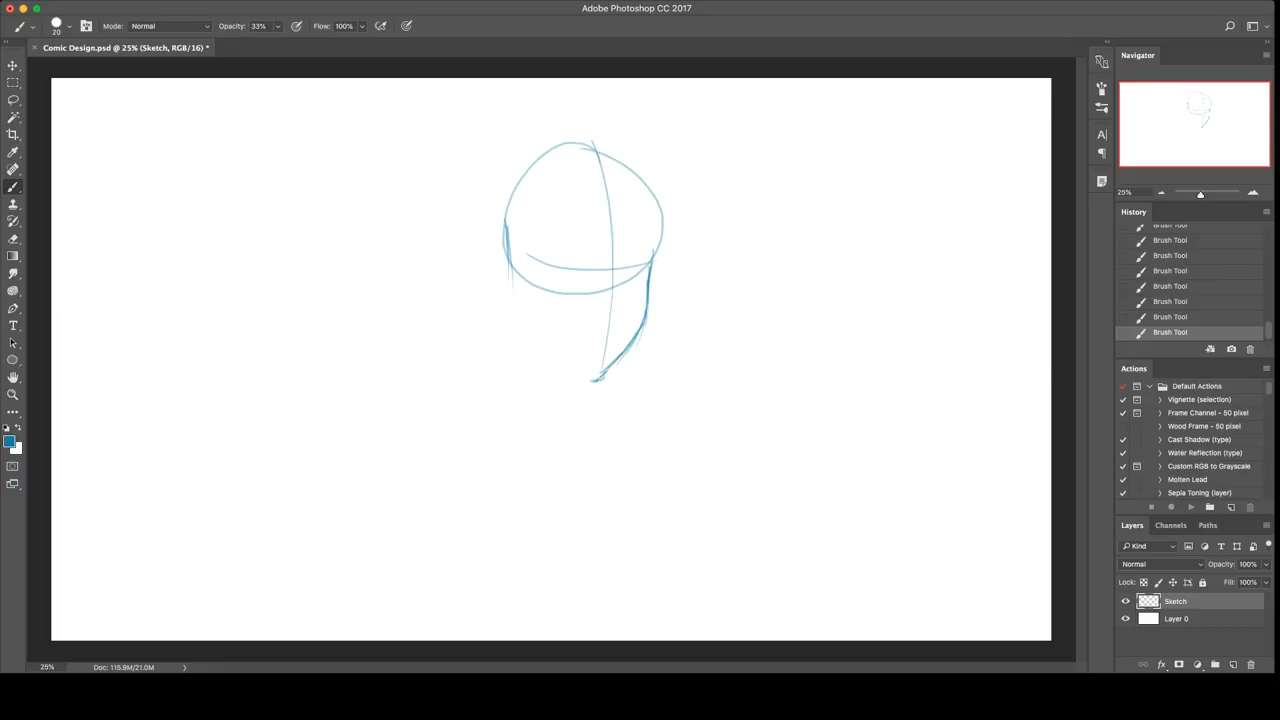 Adobe Photoshop CC 2017
20
Mode: Normal
Opacity: 33%
Flow: 100%
Comic Design.psd @ 25% (Sketch, RGB/16) *
Navigator
25%
History
Brush Tool
Brush Tool
Brush Tool
Brush Tool
Brush Tool
Brush Tool
Brush Tool
Brush Tool
Actions
Default Actions
Vignette (selection)
Frame Channel - 50 pixel
Wood Frame - 50 pixel
Cast Shadow (type)
Water Reflection (type)
Custom RGB to Grayscale
Molten Lead
Sepia Toning (layer)
Layers Channels Paths
Kind
Normal Opacity: 100%
Lock: Fill: 100%
Sketch
Layer 0
25% Doc: 115.9M/21.0M